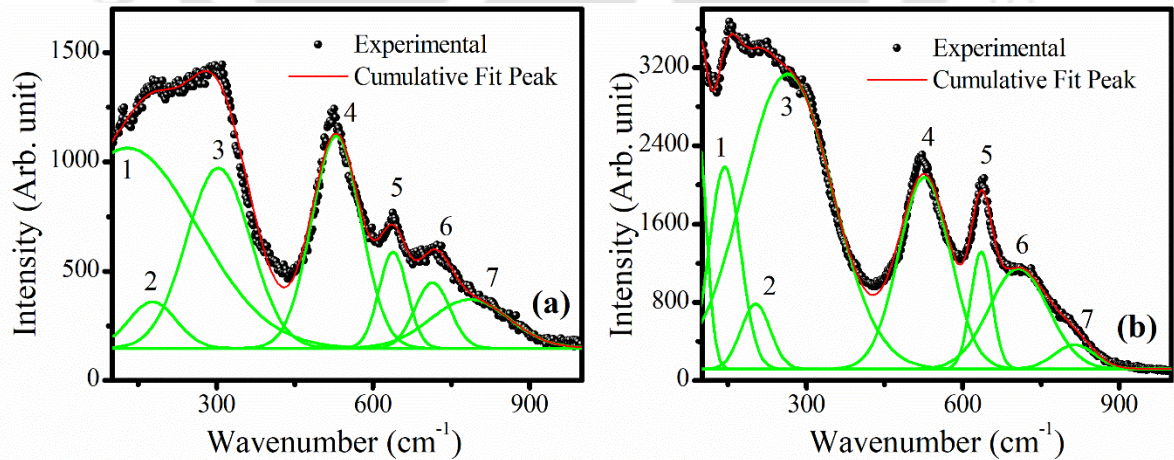 Experimental
Cumulative Fit Peak
1500
1000
500
0
Intensity (Arb. unit)
1
2
3
4
5
6
7
(a)
300
600
900
Wavenumber (cm⁻¹)
Experimental
Cumulative Fit Peak
3200
2400
1600
800
0
Intensity (Arb. unit)
1
2
3
4
5
6
7
(b)
300
600
900
Wavenumber (cm⁻¹)